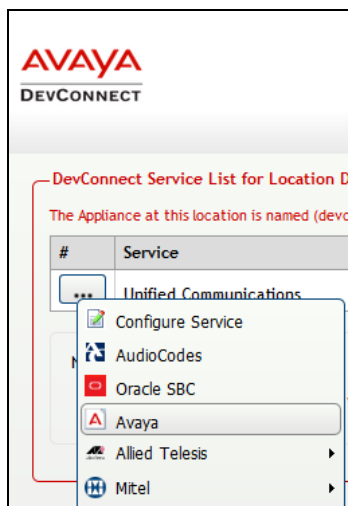 AVAYA
DEVCONNECT
DevConnect Service List for Location D
The Appliance at this location is named (devc
# Service
... Unified Communications
Configure Service
AudioCodes
Oracle SBC
Avaya
Allied Telesis
Mitel